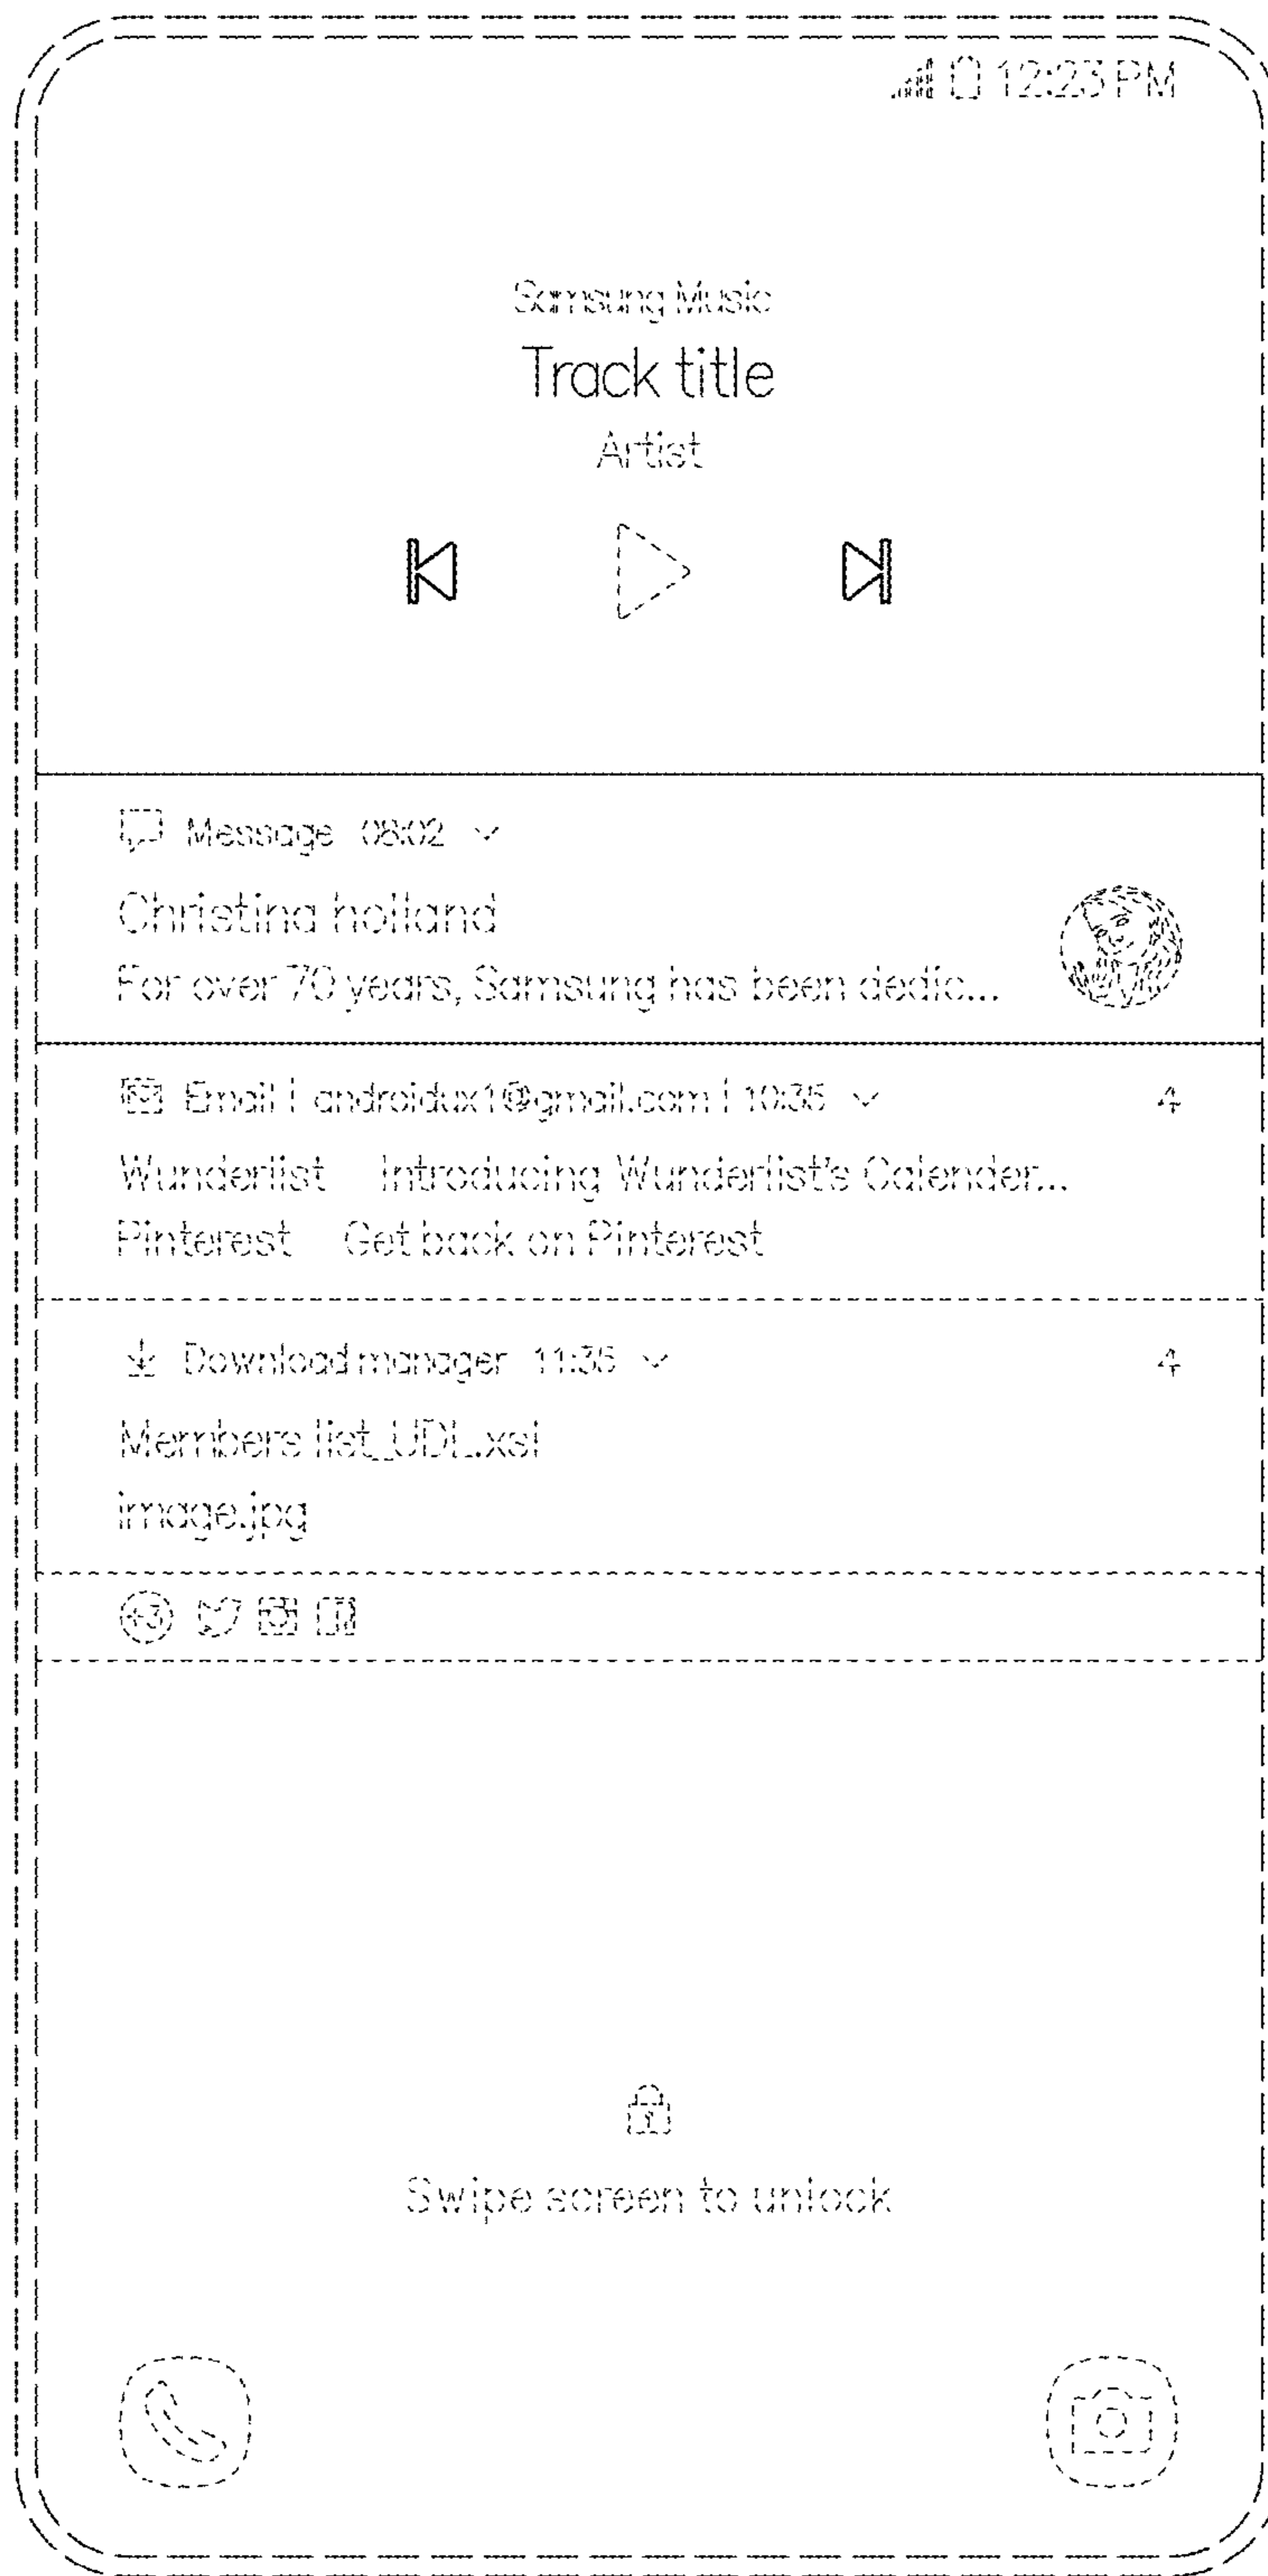 12:23 PM
Samsung Music
Track title
Artist
Message 08:02
Christina holland
For over 70 years, Samsung has been dedic...
Email | androidux1@gmail.com | 10:35 4
Wunderlist Introducing Wunderlist's Calender...
Pinterest Get back on Pinterest
Download manager 11:35 4
Members list_UDL.xsl
image.jpg
+3
Swipe screen to unlock